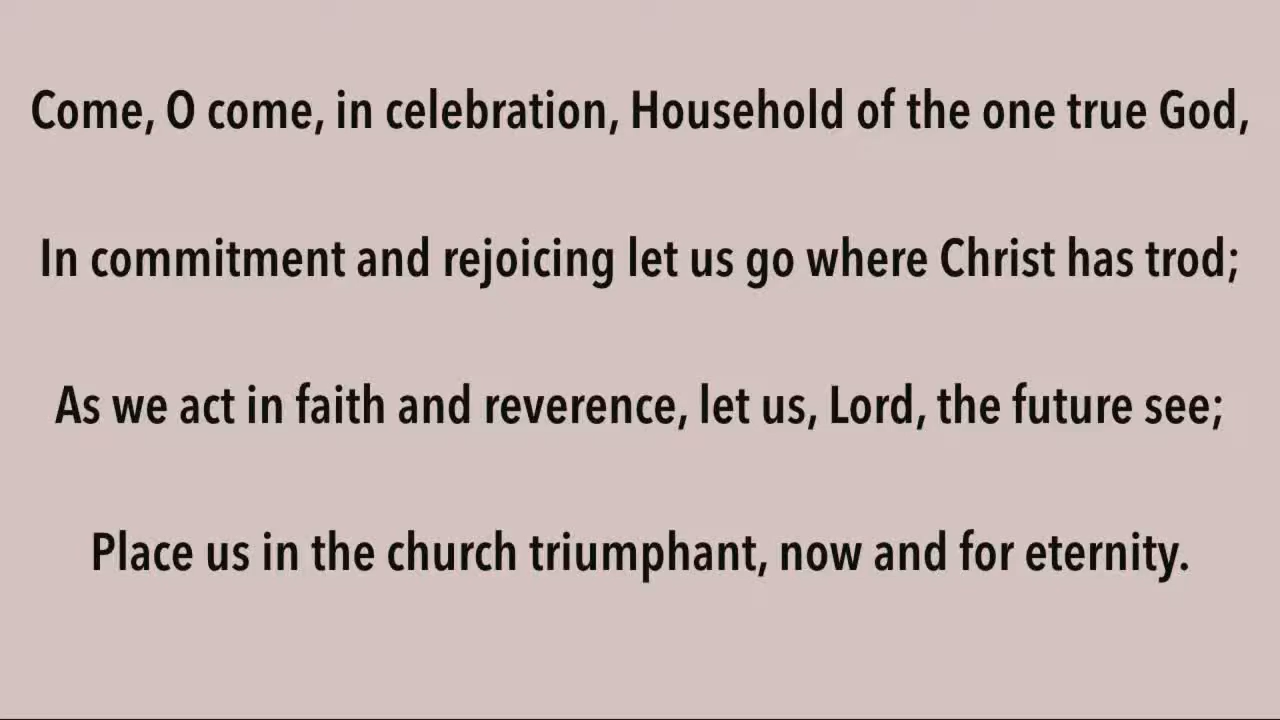 Come, O come, in celebration, Household of the one true God,
In commitment and rejoicing let us go where Christ has trod;
As we act in faith and reverence, let us, Lord, the future see;
Place us in the church triumphant, now and for eternity.